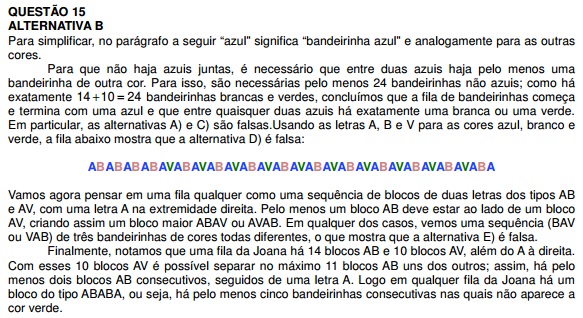 QUESTÃO 15
ALTERNATIVA B
Para simplificar, no parágrafo a seguir “azul” significa “bandeirinha azul” e analogamente para as outras
cores.
Para que não haja azuis juntas, é necessário que entre duas azuis haja pelo menos uma
bandeirinha de outra cor. Para isso, são necessárias pelo menos 24 bandeirinhas não azuis; como há
exatamente 14+10=24 bandeirinhas brancas e verdes, concluímos que a fila de bandeirinhas começa
e termina com uma azul e que entre quaisquer duas azuis há exatamente uma branca ou uma verde.
Em particular, as alternativas A) e C) são falsas.Usando as letras A, B e V para as cores azul, branco e
verde, a fila abaixo mostra que a alternativa D) é falsa:
ABABABABAVABAVABAVABAVABAVABAVABAVABAVABAVABAVABA
Vamos agora pensar em uma fila qualquer como uma sequência de blocos de duas letras dos tipos AB
e AV, com uma letra A na extremidade direita. Pelo menos um bloco AB deve estar ao lado de um bloco
AV, criando assim um bloco maior ABAV ou AVAB. Em qualquer dos casos, vemos uma sequência (BAV
ou VAB) de três bandeirinhas de cores todas diferentes, o que mostra que a alternativa E) é falsa.
Finalmente, notamos que uma fila da Joana há 14 blocos AB e 10 blocos AV, além do A à direita.
Com esses 10 blocos AV é possível separar no máximo 11 blocos AB uns dos outros; assim, há pelo
menos dois blocos AB consecutivos, seguidos de uma letra A. Logo em qualquer fila da Joana há um
bloco do tipo ABABA, ou seja, há pelo menos cinco bandeirinhas consecutivas nas quais não aparece a
cor verde.